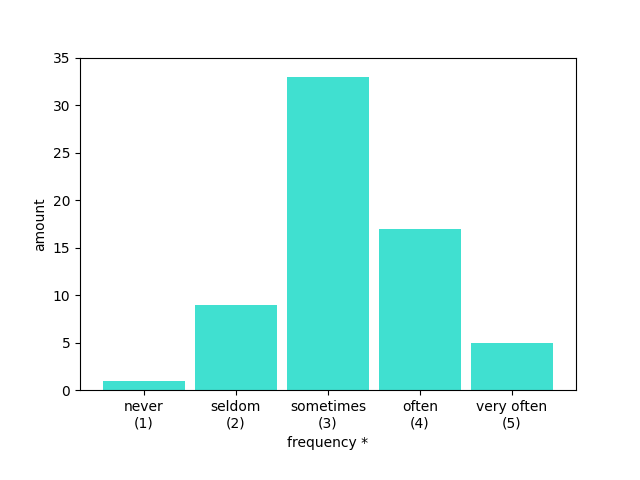 35
30
25
20
15
10
5
0
amount
never seldom sometimes often very often
(1) (2) (3) (4) (5)
frequency *